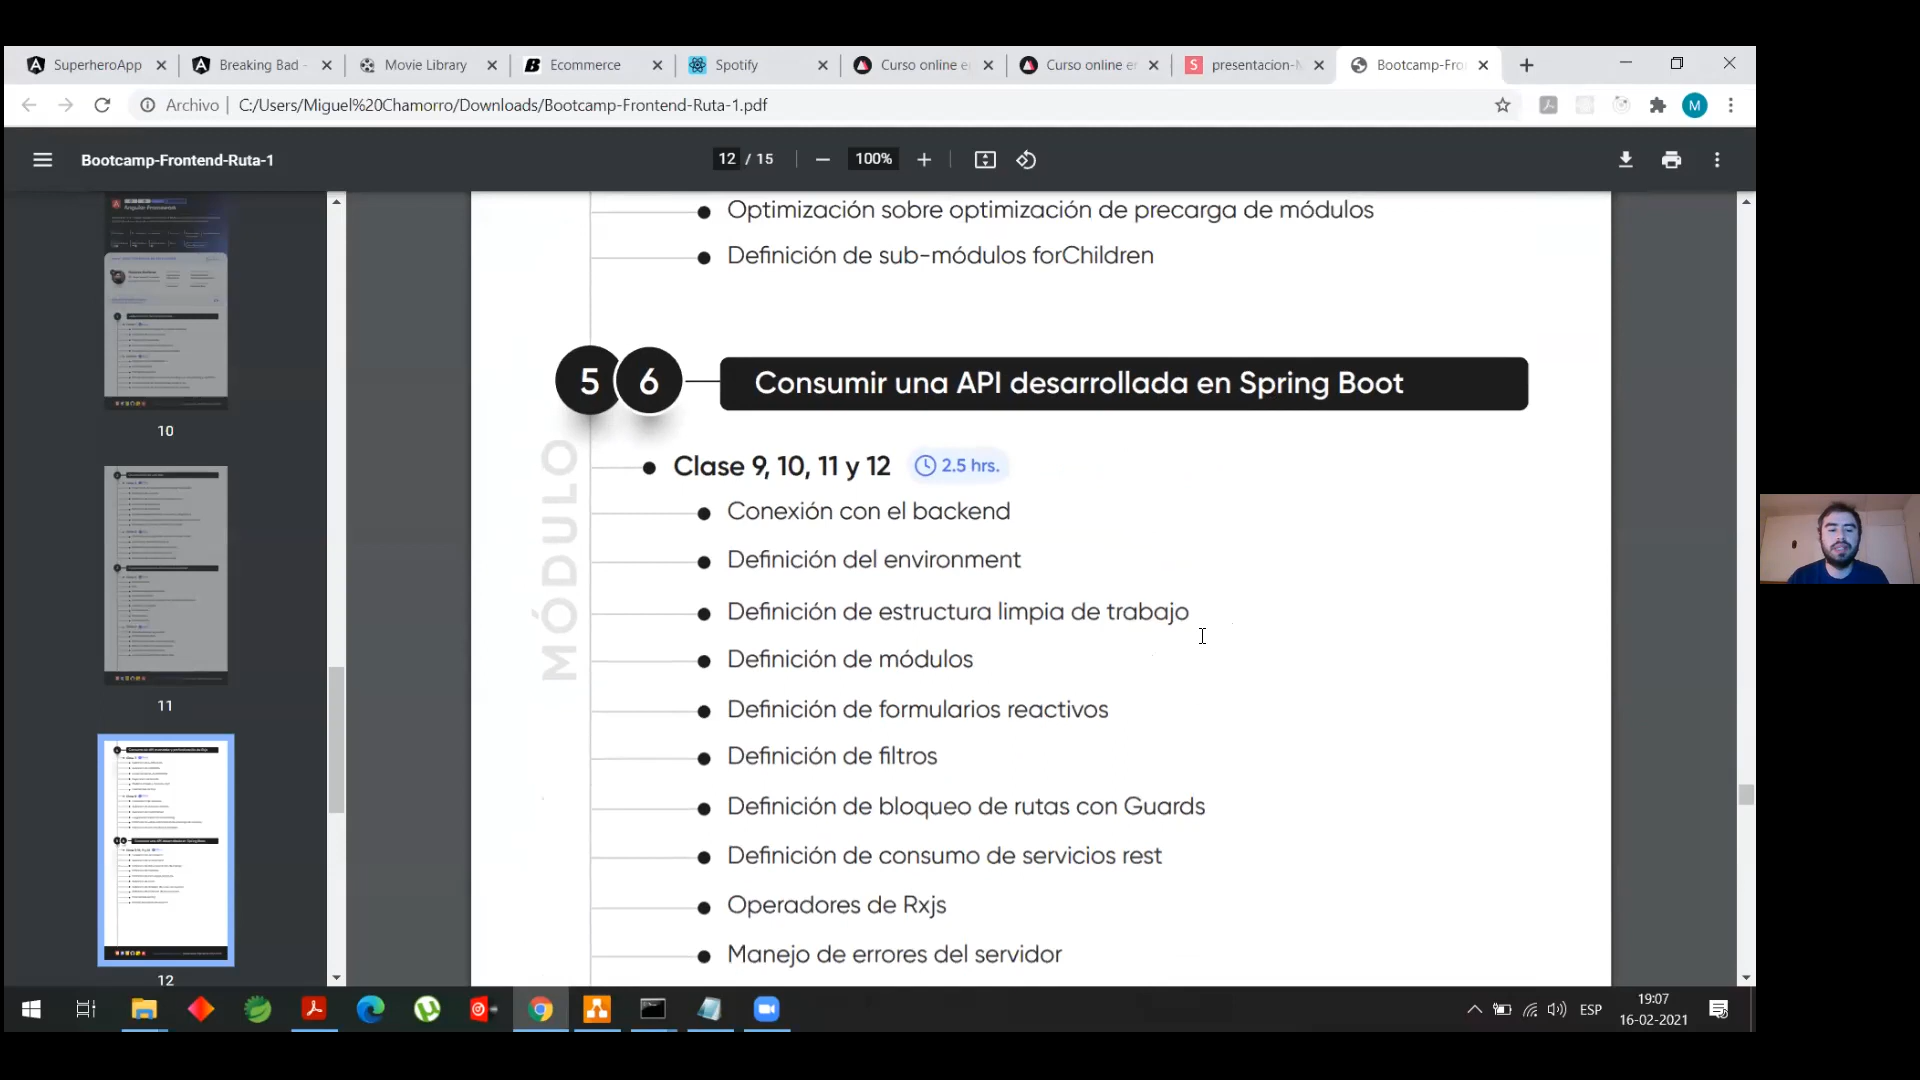 SuperheroApp
Breaking Bad -
Movie Library
Ecommerce
Spotify
Curso online e
Curso online e
presentacion-
Bootcamp-Fro
Archivo
C:/Users/Miguel%20Chamorro/Downloads/Bootcamp-Frontend-Ruta-1.pdf
M
Bootcamp-Frontend-Ruta-1
12 / 15
100%
Optimización sobre optimización de precarga de módulos
Definición de sub-módulos forChildren
5 6
Consumir una API desarrollada en Spring Boot
MÓDULO
Clase 9, 10, 11 y 12
2.5 hrs.
Conexión con el backend
Definición del environment
Definición de estructura limpia de trabajo
Definición de módulos
Definición de formularios reactivos
Definición de filtros
Definición de bloqueo de rutas con Guards
Definición de consumo de servicios rest
Operadores de Rxjs
Manejo de errores del servidor
10
11
12
ESP
19:07
16-02-2021